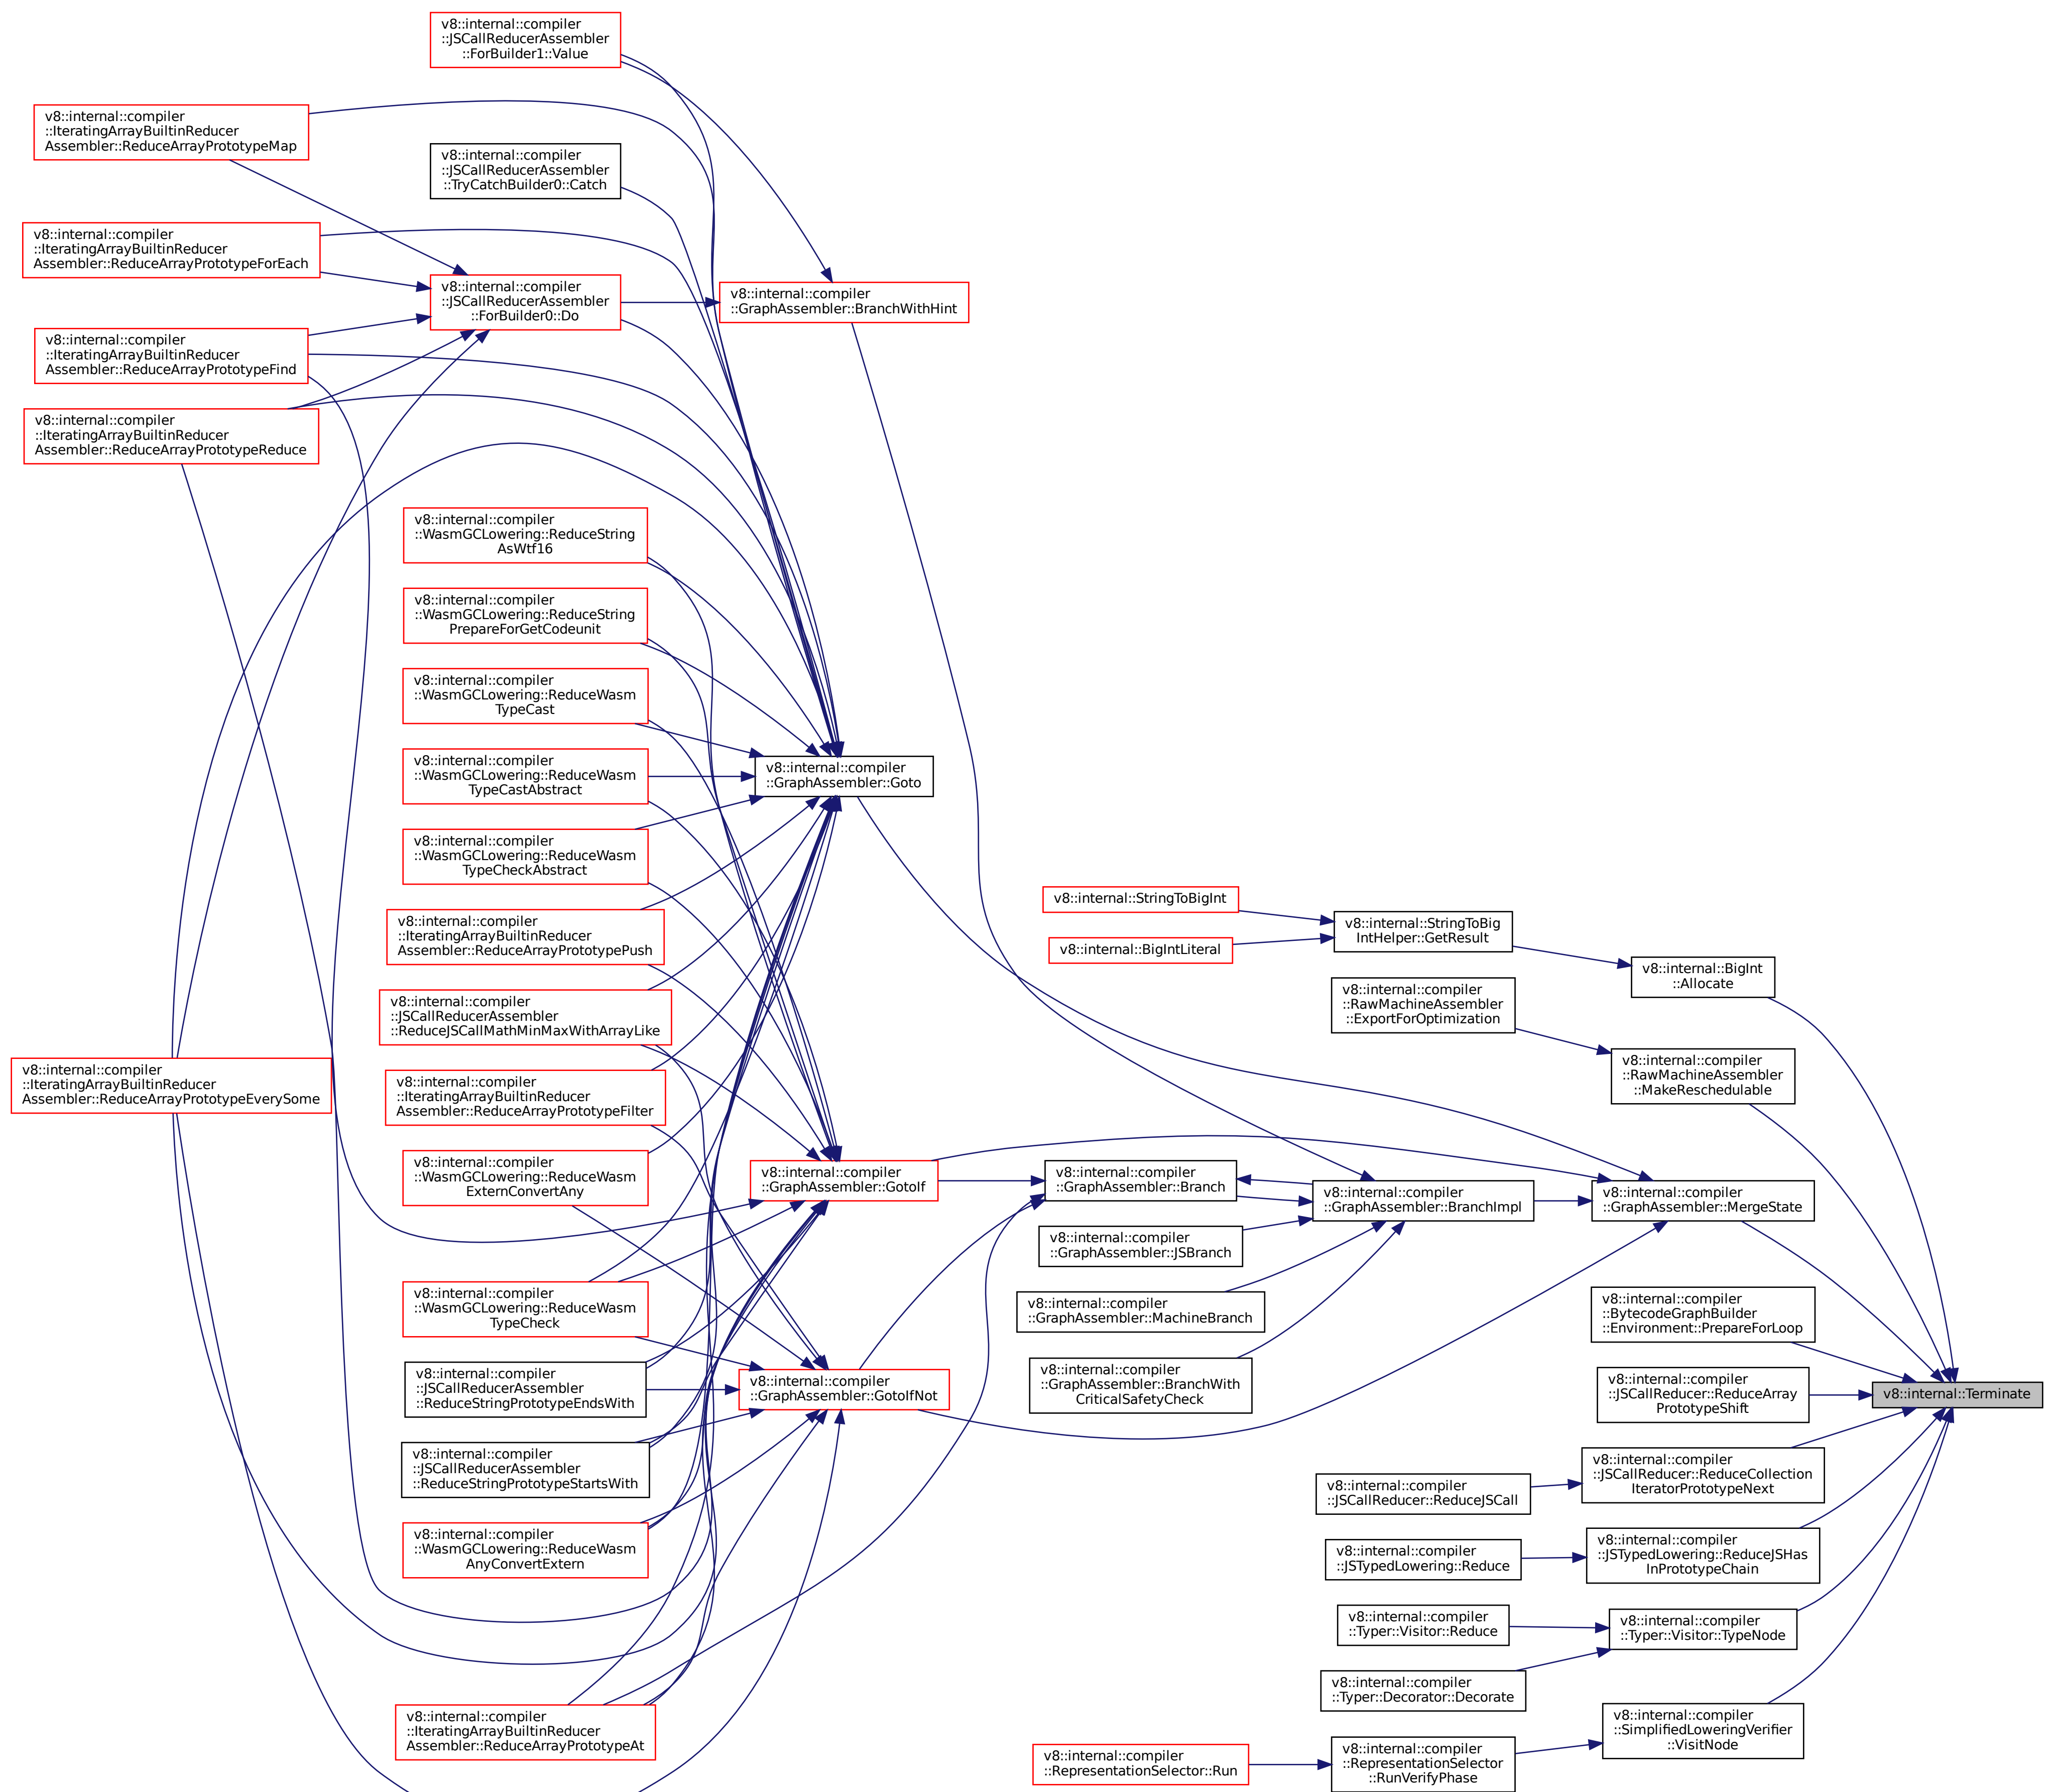 v8::internal::compiler
::JSCallReducerAssembler
::ForBuilder1::Value
v8::internal::compiler
::IteratingArrayBuiltinReducer
Assembler::ReduceArrayPrototypeMap
v8::internal::compiler
::JSCallReducerAssembler
::TryCatchBuilder0::Catch
v8::internal::compiler
::IteratingArrayBuiltinReducer
Assembler::ReduceArrayPrototypeForEach
v8::internal::compiler
::JSCallReducerAssembler
::ForBuilder0::Do
v8::internal::compiler
::GraphAssembler::BranchWithHint
v8::internal::compiler
::IteratingArrayBuiltinReducer
Assembler::ReduceArrayPrototypeFind
v8::internal::compiler
::IteratingArrayBuiltinReducer
Assembler::ReduceArrayPrototypeReduce
v8::internal::compiler
::WasmGCLowering::ReduceString
AsWtf16
v8::internal::compiler
::WasmGCLowering::ReduceString
PrepareForGetCodeunit
v8::internal::compiler
::WasmGCLowering::ReduceWasm
TypeCast
v8::internal::compiler
::WasmGCLowering::ReduceWasm
TypeCastAbstract
v8::internal::compiler
::GraphAssembler::Goto
v8::internal::compiler
::WasmGCLowering::ReduceWasm
TypeCheckAbstract
v8::internal::compiler
::IteratingArrayBuiltinReducer
Assembler::ReduceArrayPrototypePush
v8::internal::StringToBigInt
v8::internal::BigIntLiteral
v8::internal::StringToBig
IntHelper::GetResult
v8::internal::BigInt
::Allocate
v8::internal::compiler
::JSCallReducerAssembler
::ReduceJSCallMathMinMaxWithArrayLike
v8::internal::compiler
::RawMachineAssembler
::ExportForOptimization
v8::internal::compiler
::RawMachineAssembler
::MakeReschedulable
v8::internal::compiler
::IteratingArrayBuiltinReducer
Assembler::ReduceArrayPrototypeEverySome
v8::internal::compiler
::IteratingArrayBuiltinReducer
Assembler::ReduceArrayPrototypeFilter
v8::internal::compiler
::WasmGCLowering::ReduceWasm
ExternConvertAny
v8::internal::compiler
::GraphAssembler::GotoIf
v8::internal::compiler
::GraphAssembler::Branch
v8::internal::compiler
::GraphAssembler::BranchImpl
v8::internal::compiler
::GraphAssembler::MergeState
v8::internal::compiler
::GraphAssembler::JSBranch
v8::internal::compiler
::WasmGCLowering::ReduceWasm
TypeCheck
v8::internal::compiler
::GraphAssembler::MachineBranch
v8::internal::compiler
::BytecodeGraphBuilder
::Environment::PrepareForLoop
v8::internal::compiler
::JSCallReducerAssembler
::ReduceStringPrototypeEndsWith
v8::internal::compiler
::GraphAssembler::GotoIfNot
v8::internal::compiler
::GraphAssembler::BranchWith
CriticalSafetyCheck
v8::internal::compiler
::JSCallReducer::ReduceArray
PrototypeShift
v8::internal::Terminate
v8::internal::compiler
::JSCallReducerAssembler
::ReduceStringPrototypeStartsWith
v8::internal::compiler
::JSCallReducer::ReduceJSCall
v8::internal::compiler
::JSCallReducer::ReduceCollection
IteratorPrototypeNext
v8::internal::compiler
::WasmGCLowering::ReduceWasm
AnyConvertExtern
v8::internal::compiler
::JSTypedLowering::Reduce
v8::internal::compiler
::JSTypedLowering::ReduceJSHas
InPrototypeChain
v8::internal::compiler
::Typer::Visitor::Reduce
v8::internal::compiler
::Typer::Visitor::TypeNode
v8::internal::compiler
::Typer::Decorator::Decorate
v8::internal::compiler
::IteratingArrayBuiltinReducer
Assembler::ReduceArrayPrototypeAt
v8::internal::compiler
::SimplifiedLoweringVerifier
::VisitNode
v8::internal::compiler
::RepresentationSelector::Run
v8::internal::compiler
::RepresentationSelector
::RunVerifyPhase